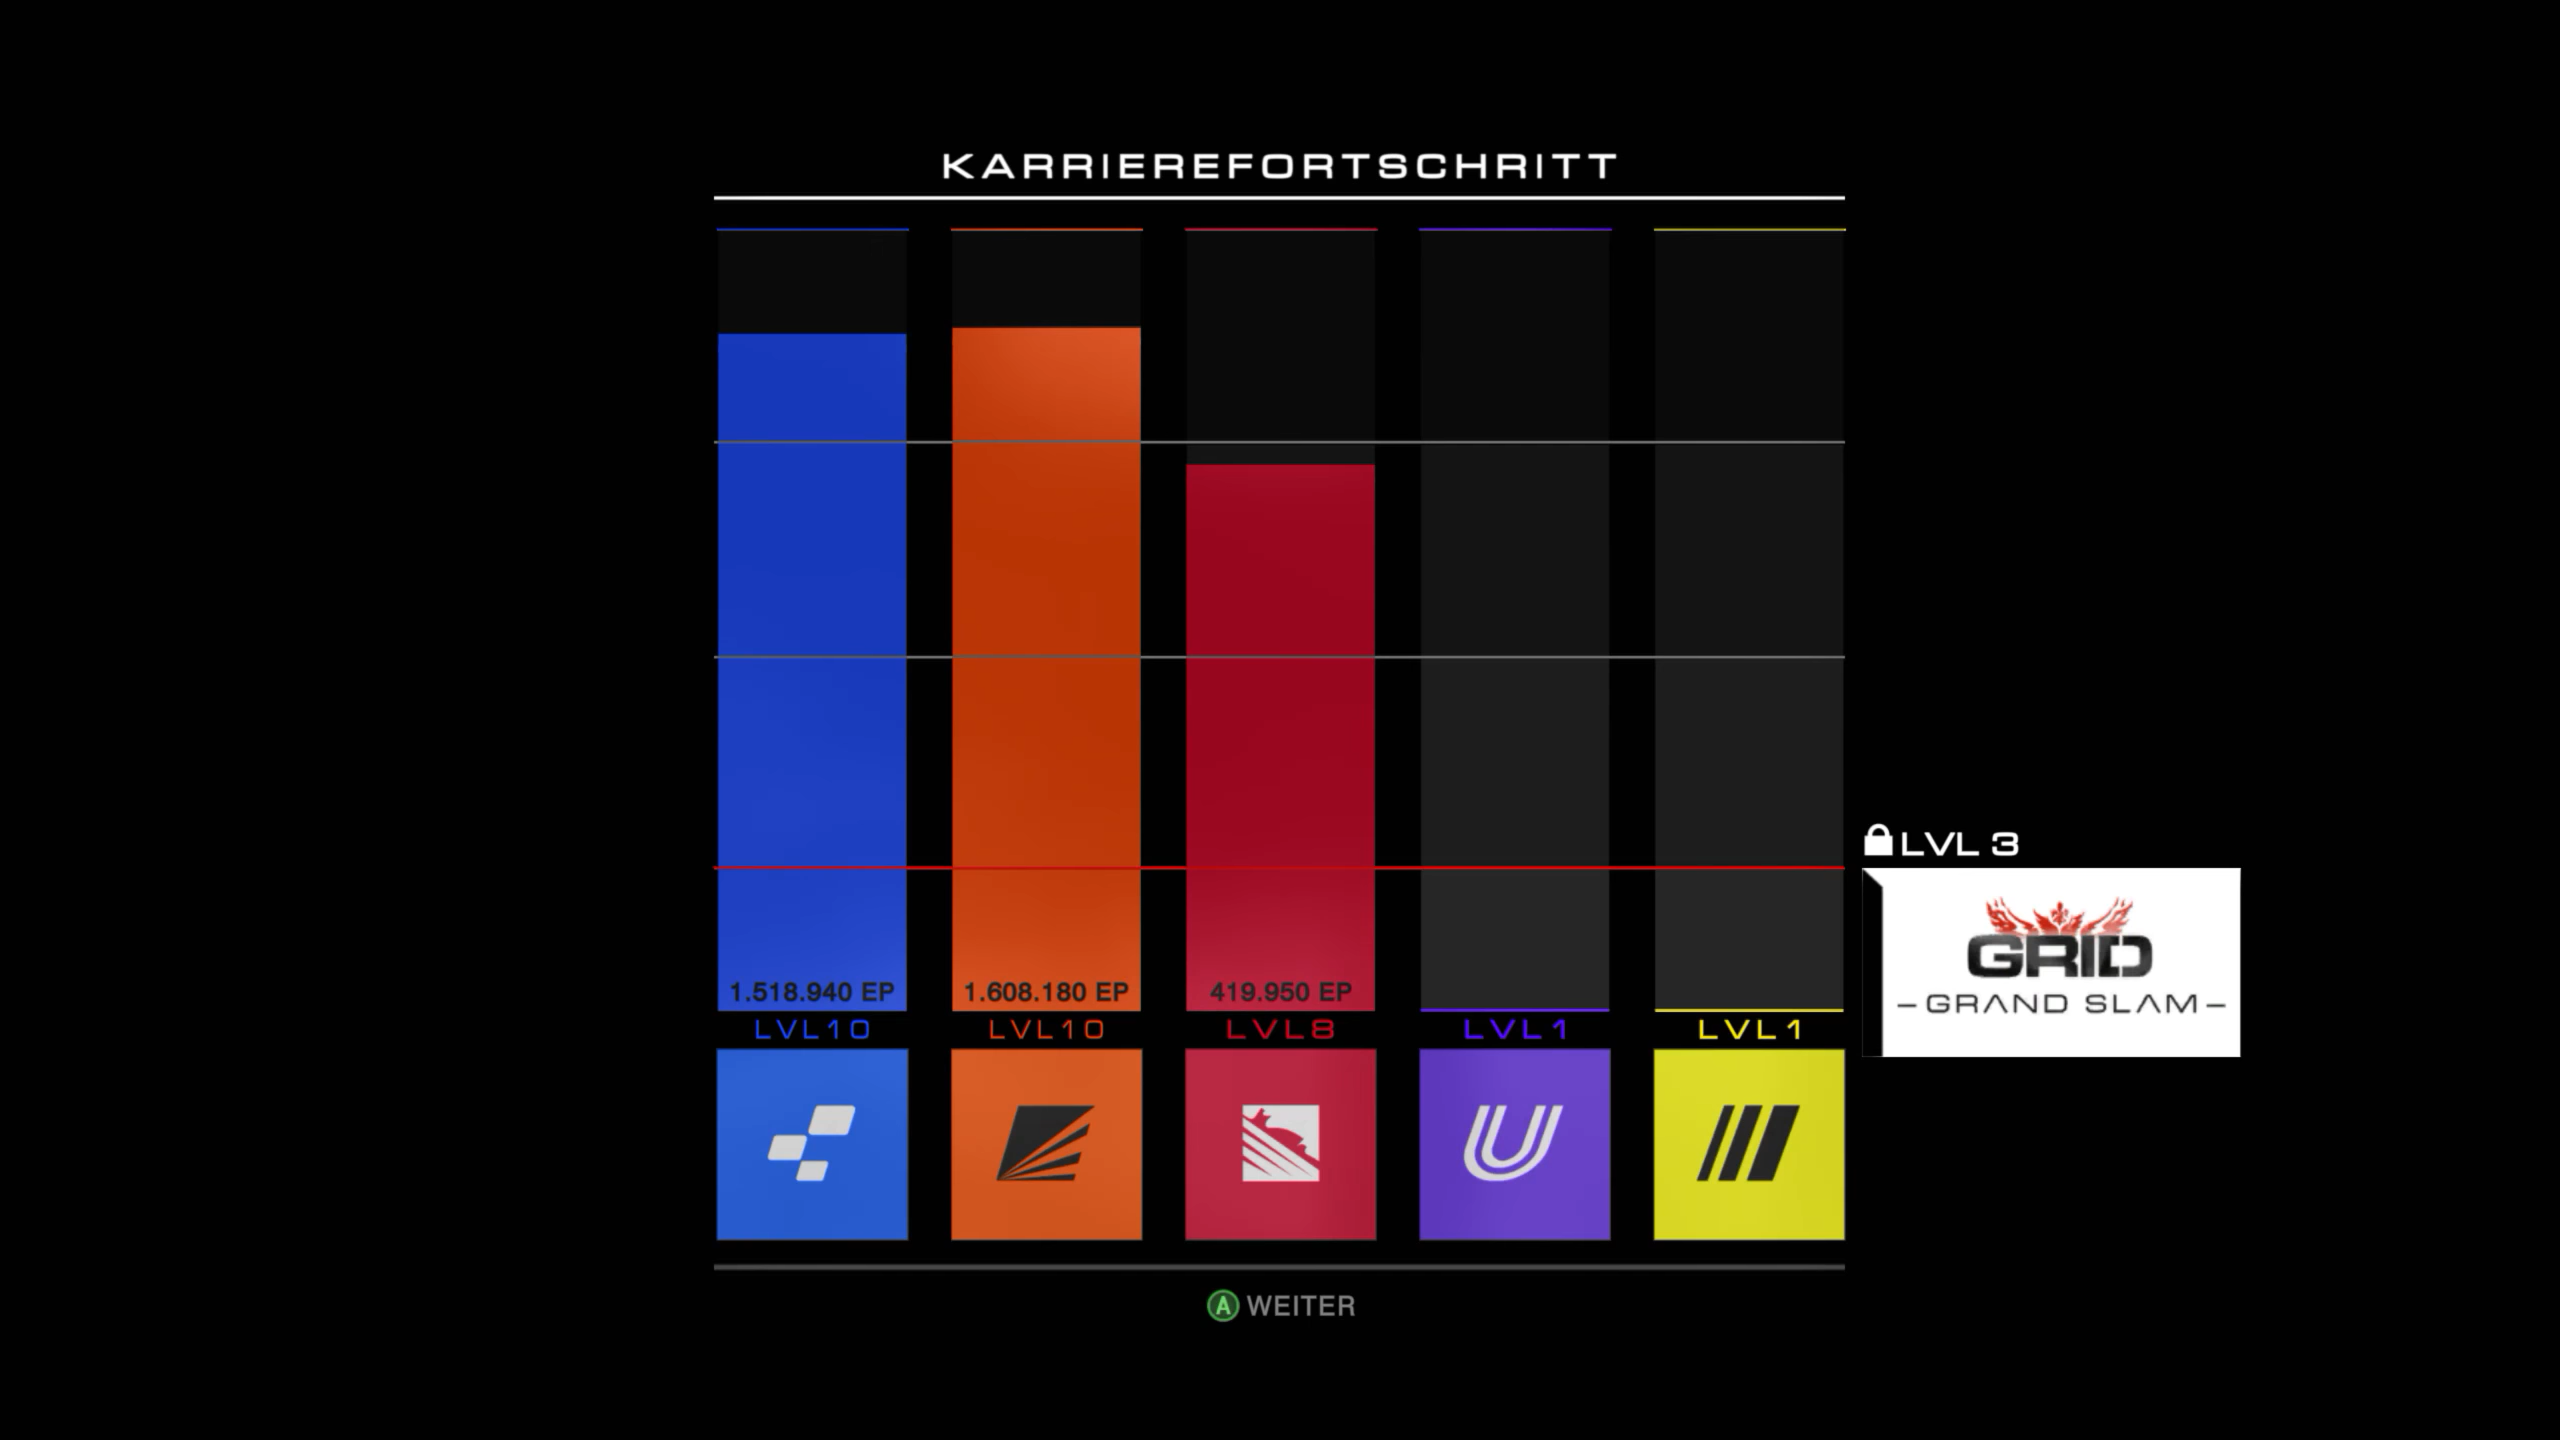 KARRIEREFORTSCHRITT
1.518.940 EP
1.608.180 EP
419.950 EP
LVL10
LVL10
LVL8
LVL1
LVL1
LVL 3
GRID
-GRAND SLAM-
A WEITER